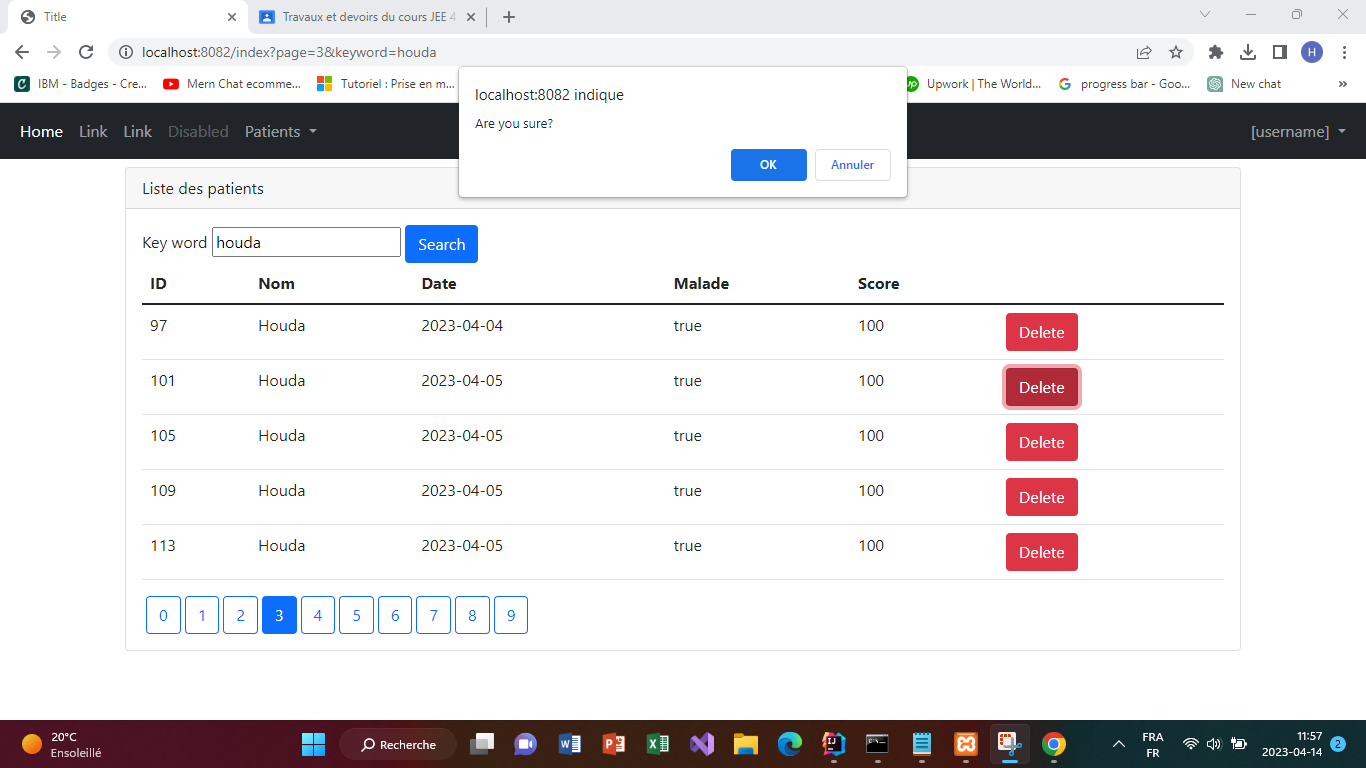 Title
Travaux et devoirs du cours JEE 4
localhost:8082/index?page=3&keyword=houda
H
IBM - Badges - Cre...
Mern Chat ecomme...
Tutoriel : Prise en m...
Upwork | The World...
progress bar - Goo...
New chat
»
localhost:8082 indique
Are you sure?
OK
Annuler
Home
Link
Link
Disabled
Patients
[username]
Liste des patients
Key word houda Search
ID Nom Date Malade Score
97 Houda 2023-04-04 true 100 Delete
101 Houda 2023-04-05 true 100 Delete
105 Houda 2023-04-05 true 100 Delete
109 Houda 2023-04-05 true 100 Delete
113 Houda 2023-04-05 true 100 Delete
0 1 2 3 4 5 6 7 8 9
20°C
Ensoleillé
Recherche
FRA
FR
11:57
2023-04-14
2